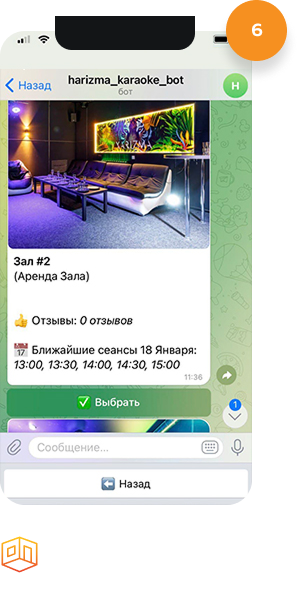 6
Назад
harizma_karaoke_bot
бот
H
Зал #2
(Аренда Зала)
👍 Отзывы: 0 отзывов
📅 Ближайшие сеансы 18 Января:
13:00, 13:30, 14:00, 14:30, 15:00
11:36
✅ Выбрать
1
Сообщение...
⬅️ Назад